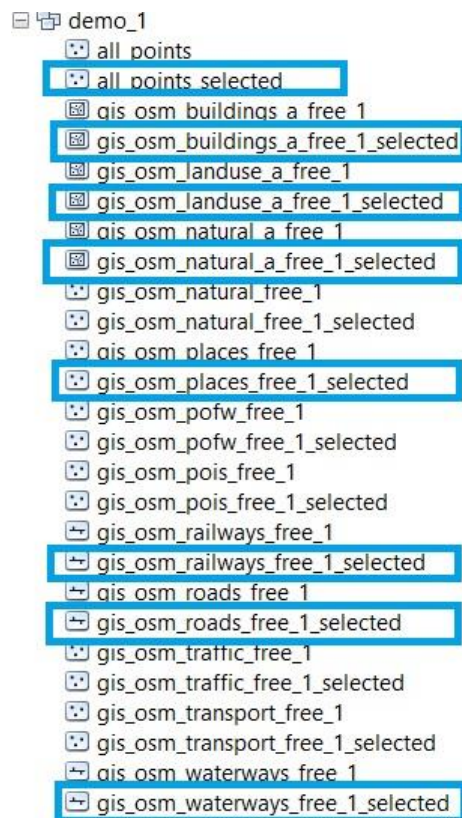 demo_1
all_points
all_points_selected
gis_osm_buildings_a_free_1
gis_osm_buildings_a_free_1_selected
gis_osm_landuse_a_free_1
gis_osm_landuse_a_free_1_selected
gis_osm_natural_a_free_1
gis_osm_natural_a_free_1_selected
gis_osm_natural_free_1
gis_osm_natural_free_1_selected
gis_osm_places_free_1
gis_osm_places_free_1_selected
gis_osm_pofw_free_1
gis_osm_pofw_free_1_selected
gis_osm_pois_free_1
gis_osm_pois_free_1_selected
gis_osm_railways_free_1
gis_osm_railways_free_1_selected
gis_osm_roads_free_1
gis_osm_roads_free_1_selected
gis_osm_traffic_free_1
gis_osm_traffic_free_1_selected
gis_osm_transport_free_1
gis_osm_transport_free_1_selected
gis_osm_waterways_free_1
gis_osm_waterways_free_1_selected